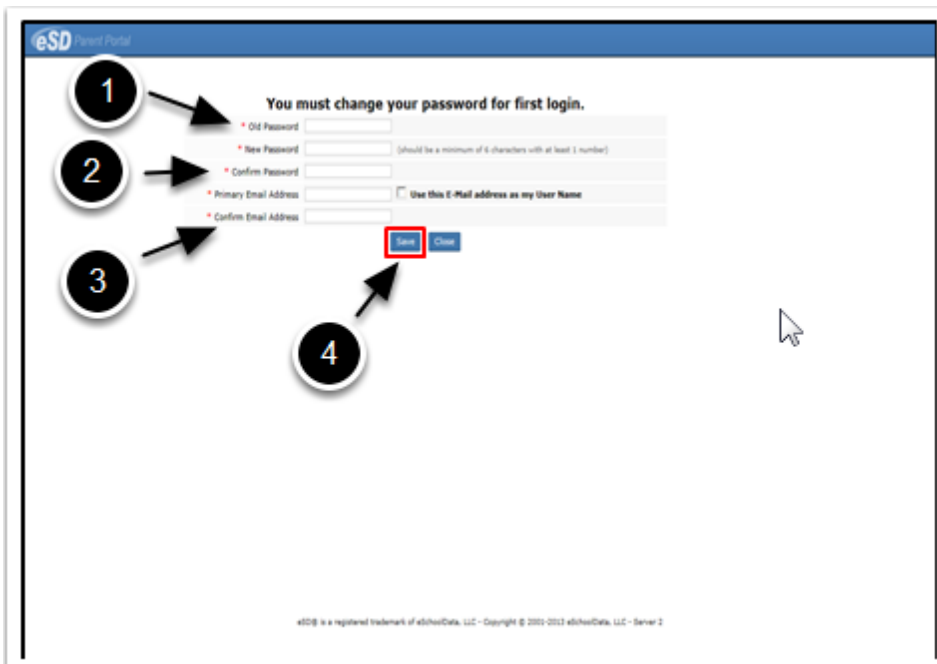 eSD Parent Portal
1
You must change your password for first login.
* Old Password
* New Password (should be a minimum of 6 characters with at least 1 number)
2
* Confirm Password
* Primary Email Address Use this E-Mail address as my User Name
* Confirm Email Address
Save Close
3
4
eSD® is a registered trademark of eSchoolData, LLC - Copyright © 2001-2013 eSchoolData, LLC - Server 2